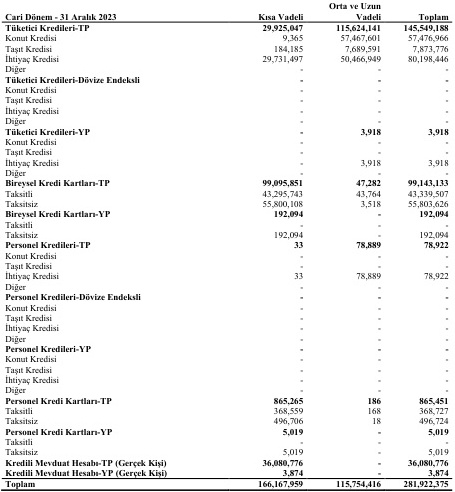 Orta ve Uzun
Cari Dönem - 31 Aralık 2023 Kısa Vadeli Vadeli Toplam
Tüketici Kredileri-TP 29,925,047 115,624,141 145,549,188
Konut Kredisi 9,365 57,467,601 57,476,966
Taşıt Kredisi 184,185 7,689,591 7,873,776
İhtiyaç Kredisi 29,731,497 50,466,949 80,198,446
Diğer - - -
Tüketici Kredileri-Dövize Endeksli - - -
Konut Kredisi - - -
Taşıt Kredisi - - -
İhtiyaç Kredisi - - -
Diğer - - -
Tüketici Kredileri-YP - 3,918 3,918
Konut Kredisi - - -
Taşıt Kredisi - - -
İhtiyaç Kredisi - 3,918 3,918
Diğer - - -
Bireysel Kredi Kartları-TP 99,095,851 47,282 99,143,133
Taksitli 43,295,743 43,764 43,339,507
Taksitsiz 55,800,108 3,518 55,803,626
Bireysel Kredi Kartları-YP 192,094 - 192,094
Taksitli - - -
Taksitsiz 192,094 - 192,094
Personel Kredileri-TP 33 78,889 78,922
Konut Kredisi - - -
Taşıt Kredisi - - -
İhtiyaç Kredisi 33 78,889 78,922
Diğer - - -
Personel Kredileri-Dövize Endeksli - - -
Konut Kredisi - - -
Taşıt Kredisi - - -
İhtiyaç Kredisi - - -
Diğer - - -
Personel Kredileri-YP - - -
Konut Kredisi - - -
Taşıt Kredisi - - -
İhtiyaç Kredisi - - -
Diğer - - -
Personel Kredi Kartları-TP 865,265 186 865,451
Taksitli 368,559 168 368,727
Taksitsiz 496,706 18 496,724
Personel Kredi Kartları-YP 5,019 - 5,019
Taksitli - - -
Taksitsiz 5,019 - 5,019
Kredili Mevduat Hesabı-TP (Gerçek Kişi) 36,080,776 - 36,080,776
Kredili Mevduat Hesabı-YP (Gerçek Kişi) 3,874 - 3,874
Toplam 166,167,959 115,754,416 281,922,375